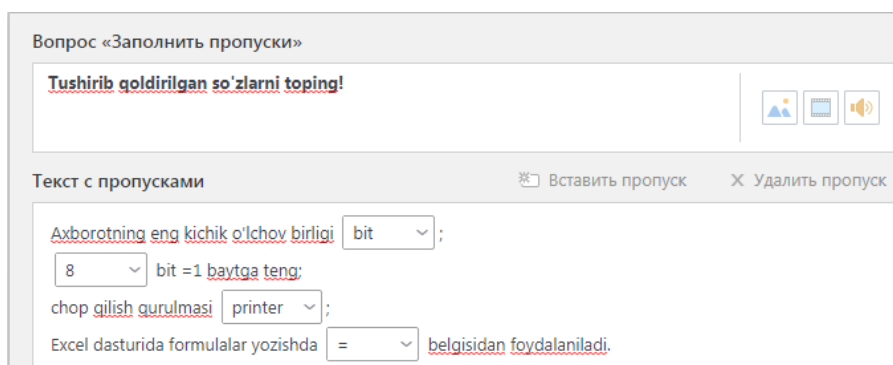 Вопрос «Заполнить пропуски»
Tushirib qoldirilgan so'zlarni toping!
Текст с пропусками Вставить пропуск Удалить пропуск
Axborotning eng kichik o'lchov birligi bit ;
8 bit =1 baytga teng;
chop qilish qurulmasi printer ;
Excel dasturida formulalar yozishda = belgisidan foydalaniladi.